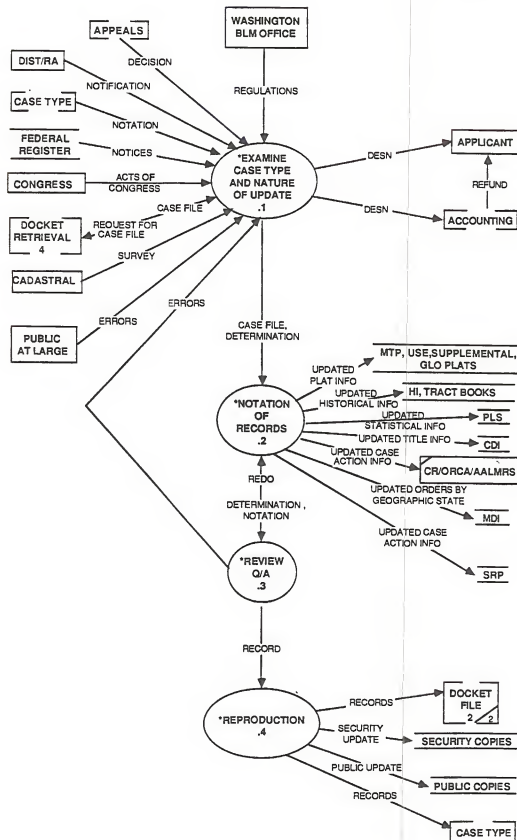 WASHINGTON
BLM OFFICE
APPEALS
DECISION
DIST/RA
NOTIFICATION
REGULATIONS
CASE TYPE
NOTATION
FEDERAL
REGISTER
NOTICES
CONGRESS
ACTS OF
CONGRESS
*EXAMINE
CASE TYPE
AND NATURE
OF UPDATE
.1
DESN
APPLICANT
REFUND
DESN
ACCOUNTING
CASE FILE
DOCKET
RETRIEVAL
4
REQUEST FOR
CASE FILE
SURVEY
CADASTRAL
ERRORS
ERRORS
PUBLIC
AT LARGE
CASE FILE,
DETERMINATION
*NOTATION
OF
RECORDS
.2
UPDATED
PLAT INFO
MTP, USE,SUPPLEMENTAL,
GLO PLATS
UPDATED
HISTORICAL INFO
HI, TRACT BOOKS
UPDATED
STATISTICAL INFO
PLS
UPDATED TITLE INFO
CDI
UPDATED CASE
ACTION INFO
CR/ORCA/AALMRS
UPDATED ORDERS BY
GEOGRAPHIC STATE
MDI
UPDATED CASE
ACTION INFO
SRP
REDO
DETERMINATION ,
NOTATION
*REVIEW
Q/A
.3
RECORD
*REPRODUCTION
.4
RECORDS
DOCKET
FILE
2 2
SECURITY
UPDATE
SECURITY COPIES
PUBLIC UPDATE
PUBLIC COPIES
RECORDS
CASE TYPE